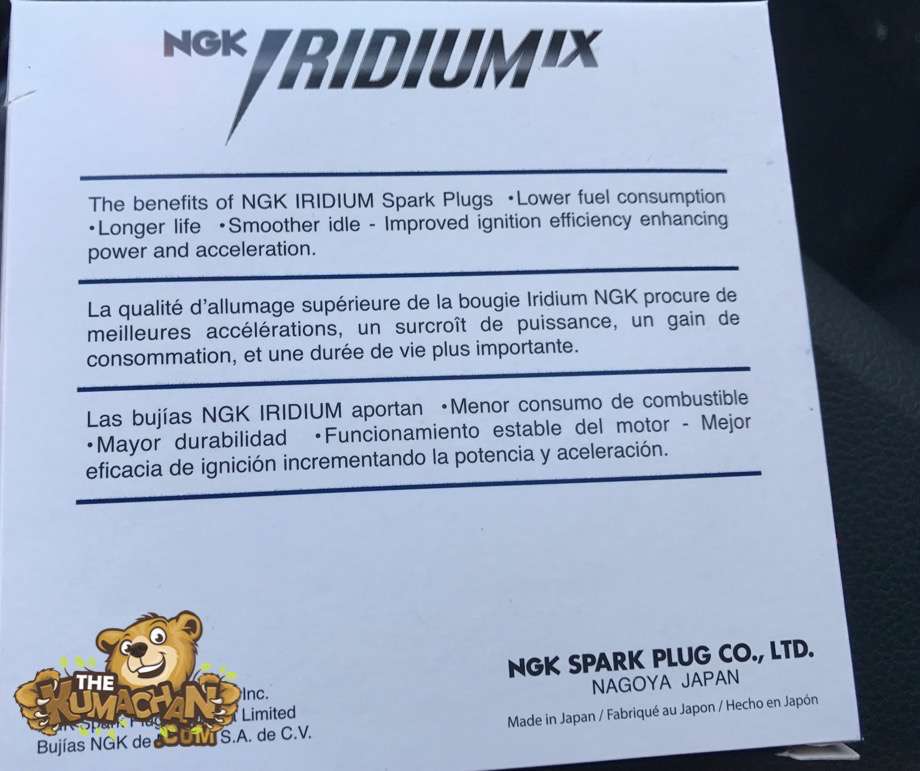 NGK IRIDIUM IX
The benefits of NGK IRIDIUM Spark Plugs •Lower fuel consumption
•Longer life •Smoother idle - Improved ignition efficiency enhancing
power and acceleration.
La qualité d'allumage supérieure de la bougie Iridium NGK procure de
meilleures accélérations, un surcroît de puissance, un gain de
consommation, et une durée de vie plus importante.
Las bujías NGK IRIDIUM aportan •Menor consumo de combustible
•Mayor durabilidad •Funcionamiento estable del motor - Mejor
eficacia de ignición incrementando la potencia y aceleración.
THE
KUMACHAN
.COM
Inc.
Limited
Bujías NGK de S.A. de C.V.
NGK SPARK PLUG CO., LTD.
NAGOYA JAPAN
Made in Japan / Fabriqué au Japon / Hecho en Japón